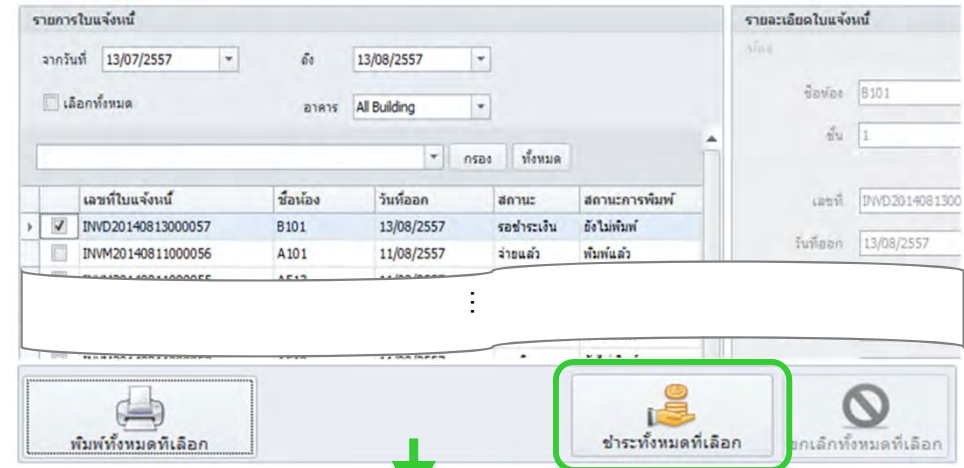 รายการใบแจ้งหนี้
จากวันที่ 13/07/2557 ถึง 13/08/2557
เลือกทั้งหมด อาคาร All Building
กรอง ทั้งหมด
เลขที่ใบแจ้งหนี้ ชื่อห้อง วันที่ออก สถานะ สถานะการพิมพ์
INVD20140813000057 B101 13/08/2557 รอชำระเงิน ยังไม่พิมพ์
INVM20140811000056 A101 11/08/2557 จ่ายแล้ว พิมพ์แล้ว
รายละเอียดใบแจ้งหนี้
ห้อง
ชื่อห้อง B101
ชั้น 1
เลขที่ INVD2014081300
วันที่ออก 13/08/2557
⋮
พิมพ์ทั้งหมดที่เลือก
ชำระทั้งหมดที่เลือก
กเลิกทั้งหมดที่เลือก